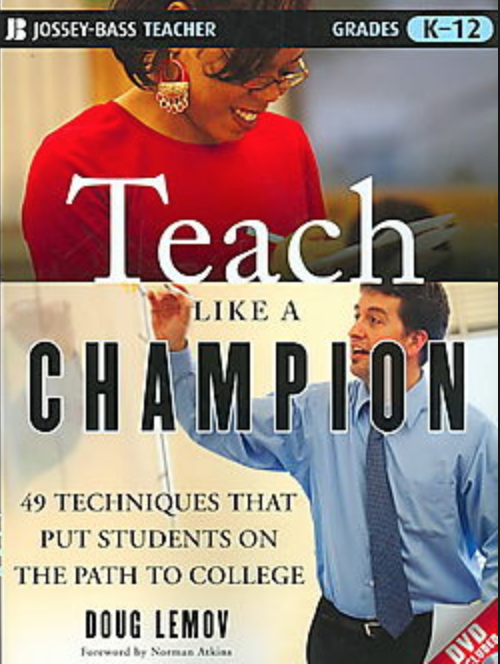 JB JOSSEY-BASS TEACHER GRADES K–12
Teach
LIKE A
CHAMPION
49 TECHNIQUES THAT
PUT STUDENTS ON
THE PATH TO COLLEGE
DOUG LEMOV
Foreword by Norman Atkins
DVD